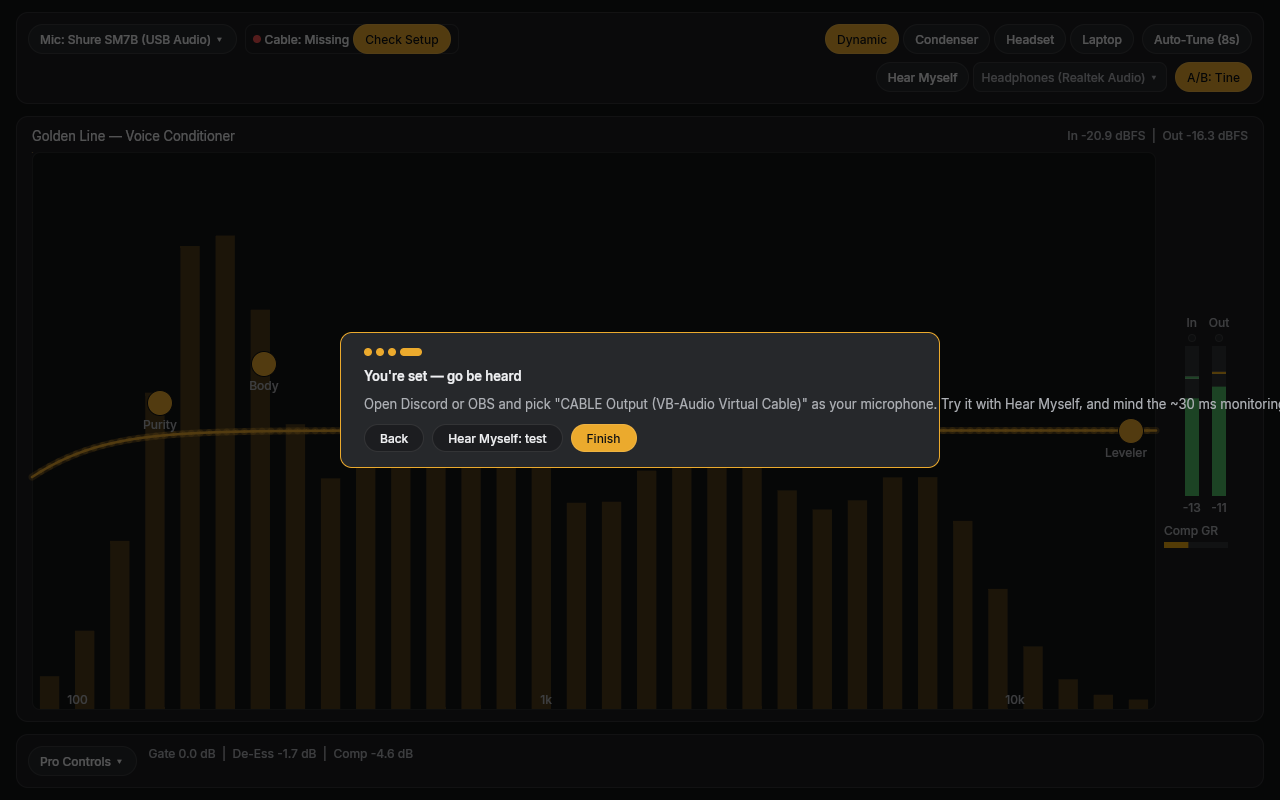 Mic: Shure SM7B (USB Audio) ▾
Cable: Missing
Check Setup
Dynamic
Condenser
Headset
Laptop
Auto-Tune (8s)
Hear Myself
Headphones (Realtek Audio) ▾
A/B: Tine
Golden Line — Voice Conditioner
In -20.9 dBFS | Out -16.3 dBFS
In Out
You're set — go be heard
Body
Open Discord or OBS and pick "CABLE Output (VB-Audio Virtual Cable)" as your microphone. Try it with Hear Myself, and mind the ~30 ms monitoring
Purity
Back
Hear Myself: test
Finish
Leveler
-13 -11
Comp GR
100
1k
10k
Pro Controls ▾
Gate 0.0 dB | De-Ess -1.7 dB | Comp -4.6 dB